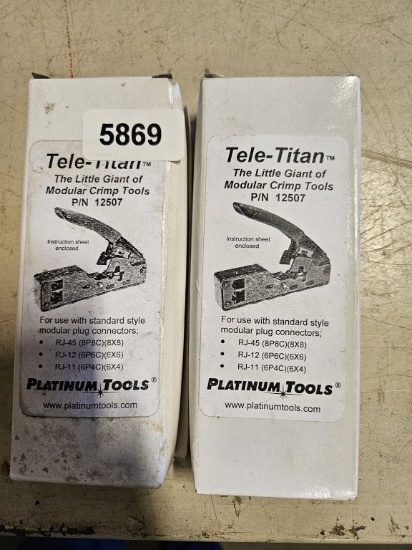 5869
Tele-Titan™
The Little Giant of
Modular Crimp Tools
P/N 12507
Instruction sheet
enclosed.
For use with standard style
modular plug connectors;
• RJ-45 (8P8C)(8X8)
• RJ-12 (6P6C)(6X6)
• RJ-11 (6P4C)(6X4)
PLATINUM TOOLS®
www.platinumtools.com
Tele-Titan™
The Little Giant of
Modular Crimp Tools
P/N 12507
Instruction sheet
enclosed.
For use with standard style
modular plug connectors;
• RJ-45 (8P8C)(8X8)
• RJ-12 (6P6C)(6X6)
• RJ-11 (6P4C)(6X4)
PLATINUM TOOLS®
www.platinumtools.com